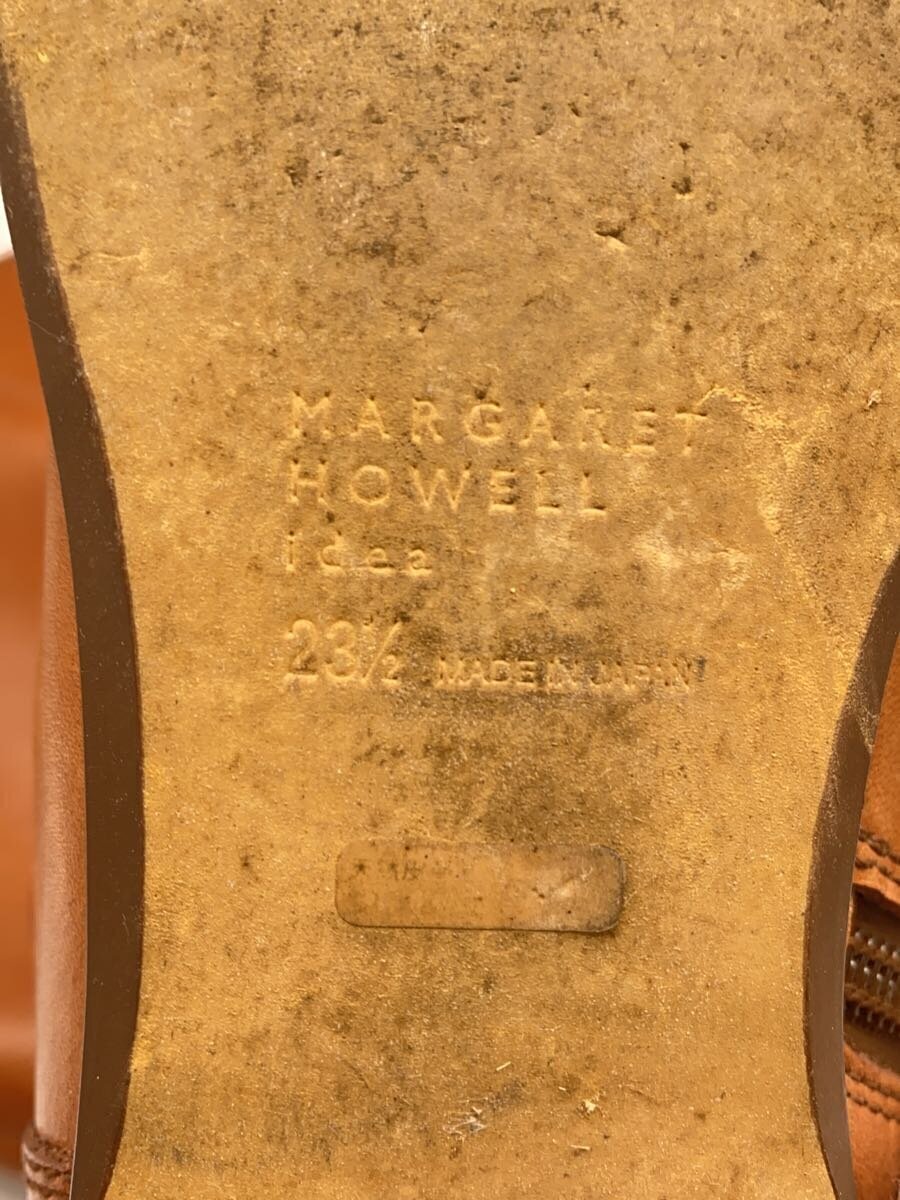 MARGARET
HOWELL
idea
23½ MADE IN JAPAN